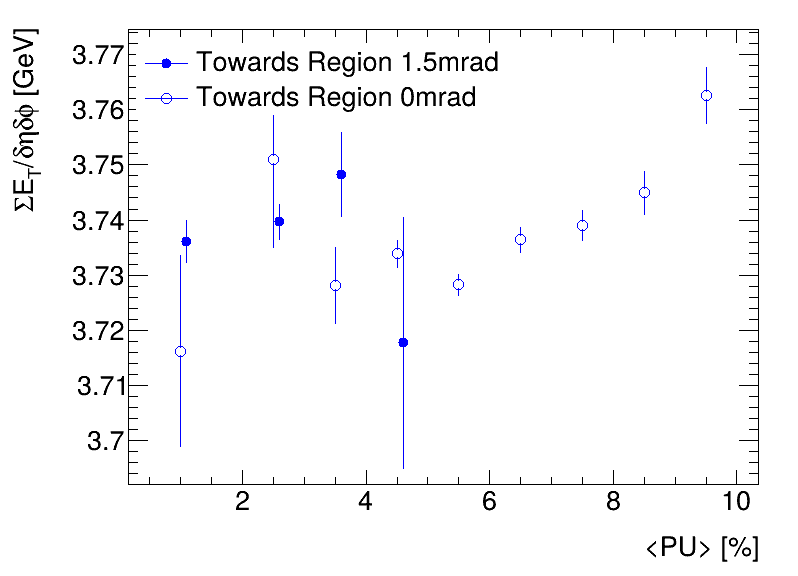 ΣE_T/δηδφ [GeV]
3.77
3.76
3.75
3.74
3.73
3.72
3.71
3.7
Towards Region 1.5mrad
Towards Region 0mrad
2 4 6 8 10
<PU> [%]